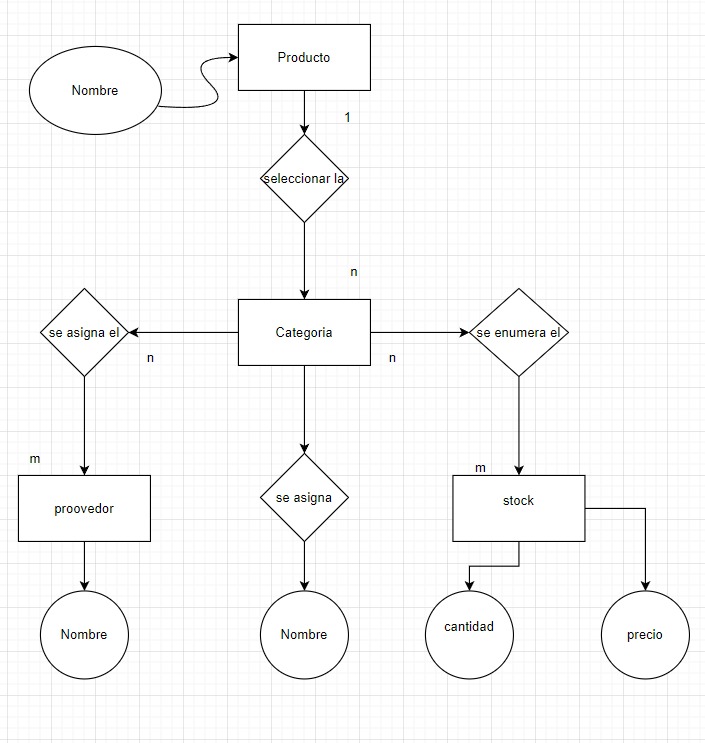 Producto
Nombre
1
seleccionar la
n
se asigna el
Categoria
se enumera el
n
n
m
m
proovedor
se asigna
stock
Nombre
Nombre
cantidad
precio